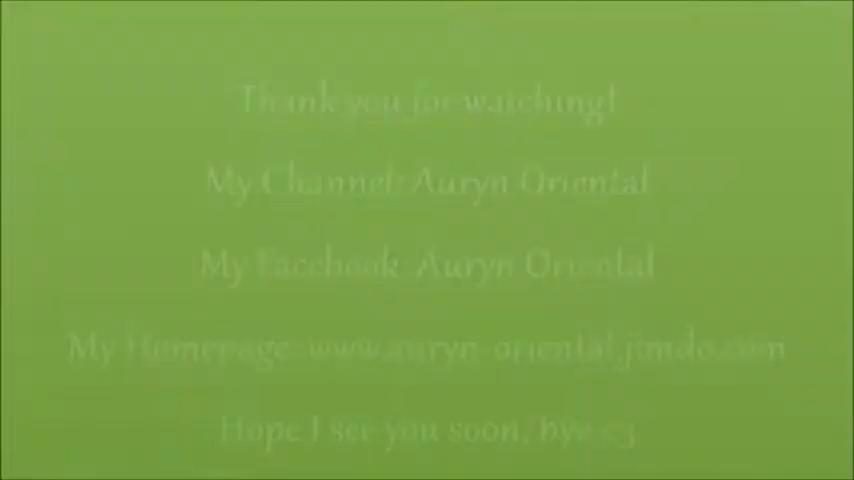 Thank you for watching!
My Channel: Auryn Oriental
My Facebook: Auryn Oriental
My Homepage: www.auryn-oriental.jimdo.com
Hope I see you soon, bye <3